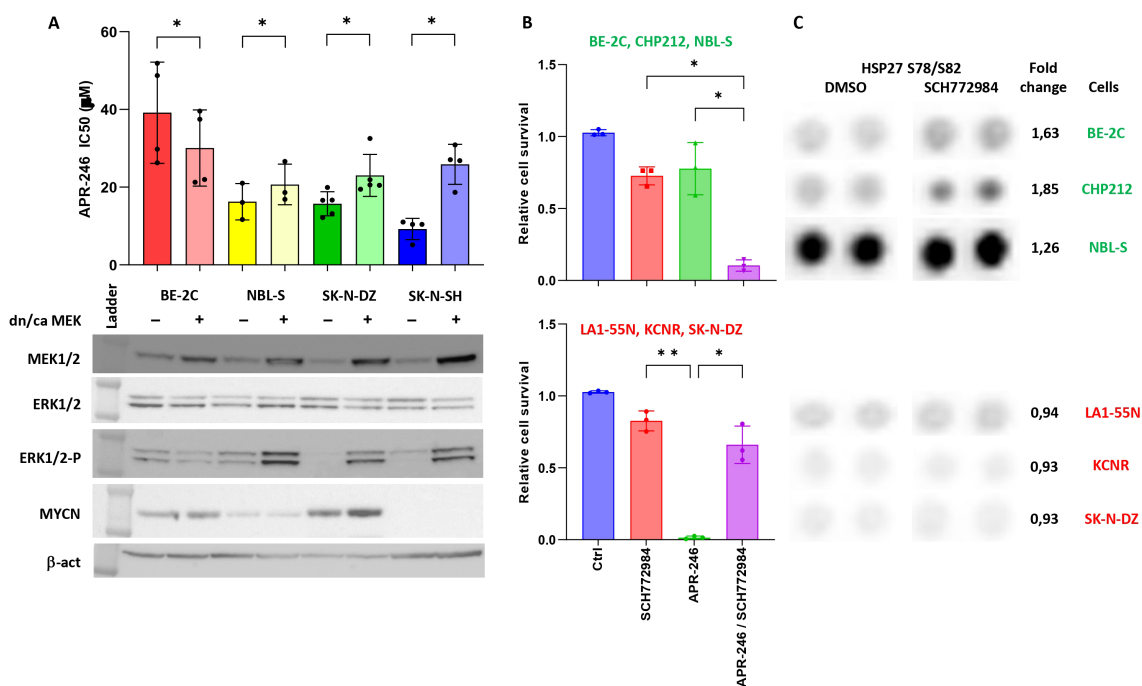 A
APR-246 IC50 (M)
60
40
20
0
*
*
*
*
Ladder
BE-2C
NBL-S
SK-N-DZ
SK-N-SH
dn/ca MEK
– + – + – + – +
MEK1/2
ERK1/2
ERK1/2-P
MYCN
β-act
B
BE-2C, CHP212, NBL-S
Relative cell survival
1.5
1.0
0.5
0.0
*
*
LA1-55N, KCNR, SK-N-DZ
Relative cell survival
1.5
1.0
0.5
0.0
* *
*
Ctrl
SCH772984
APR-246
APR-246 / SCH772984
C
HSP27 S78/S82
DMSO
SCH772984
Fold
change
Cells
1,63 BE-2C
1,85 CHP212
1,26 NBL-S
0,94 LA1-55N
0,93 KCNR
0,93 SK-N-DZ